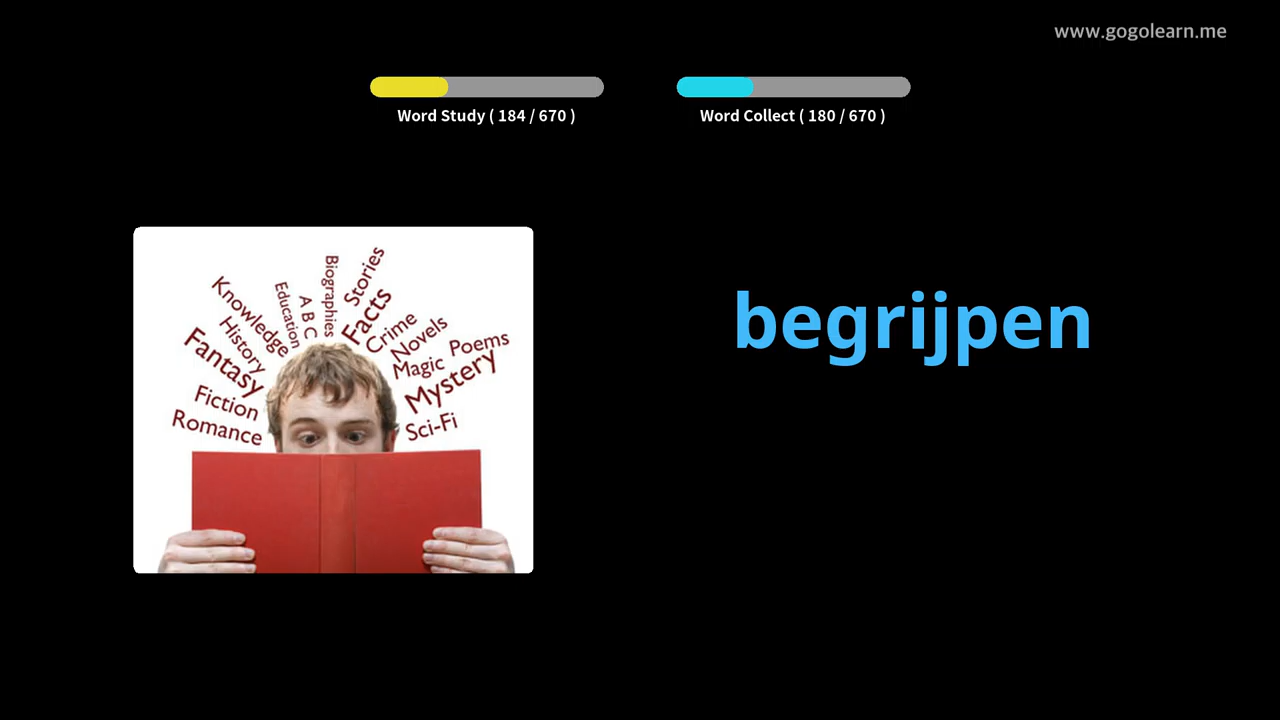 www.gogolearn.me
Word Study ( 184 / 670 )
Word Collect ( 180 / 670 )
begrijpen
Biographies
Stories
Knowledge
Education
A B C
Facts
History
Crime
Novels
Poems
Fantasy
Magic
Mystery
Fiction
Romance
Sci-Fi